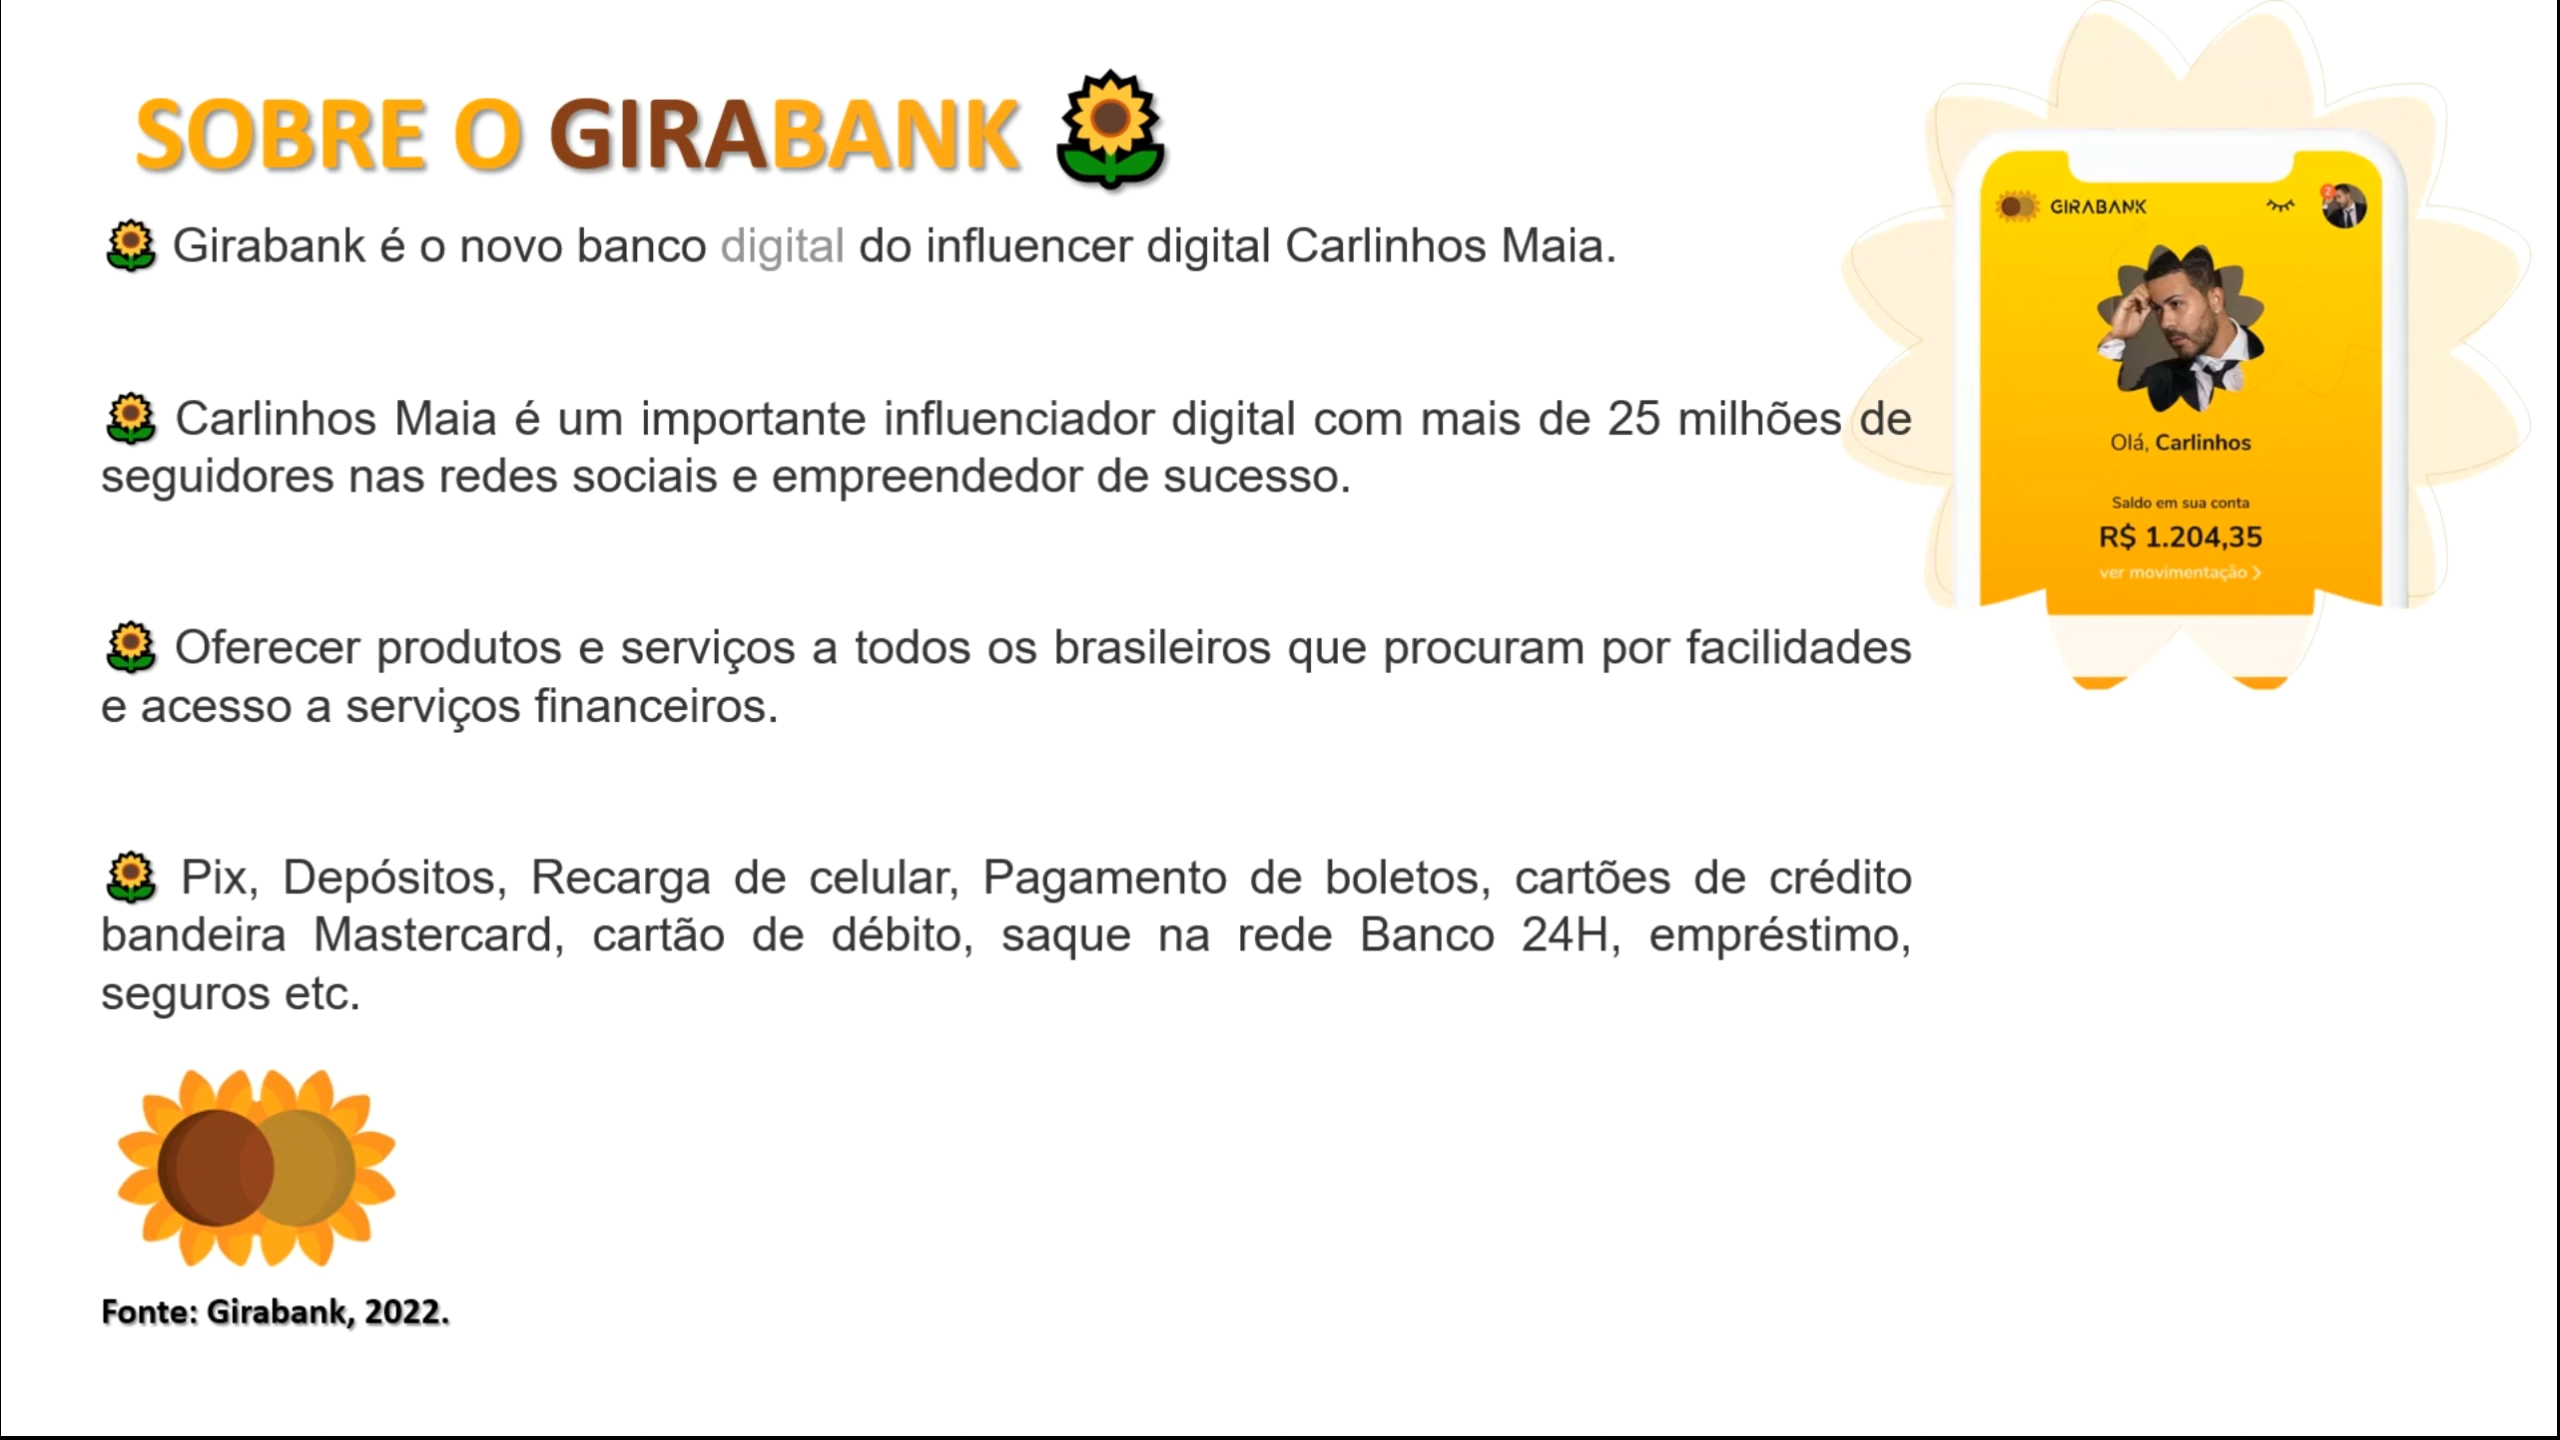 SOBRE O GIRABANK
Girabank é o novo banco digital do influencer digital Carlinhos Maia.
Carlinhos Maia é um importante influenciador digital com mais de 25 milhões de
seguidores nas redes sociais e empreendedor de sucesso.
Oferecer produtos e serviços a todos os brasileiros que procuram por facilidades
e acesso a serviços financeiros.
Pix, Depósitos, Recarga de celular, Pagamento de boletos, cartões de crédito
bandeira Mastercard, cartão de débito, saque na rede Banco 24H, empréstimo,
seguros etc.
Fonte: Girabank, 2022.
GIRABANK
2
Olá, Carlinhos
Saldo em sua conta
R$ 1.204,35
ver movimentação >